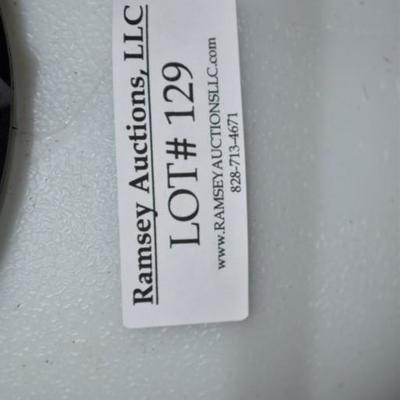 Ramsey Auctions, LLC
LOT# 129
www.RAMSEYAUCTIONSLLC.com
828-713-4671